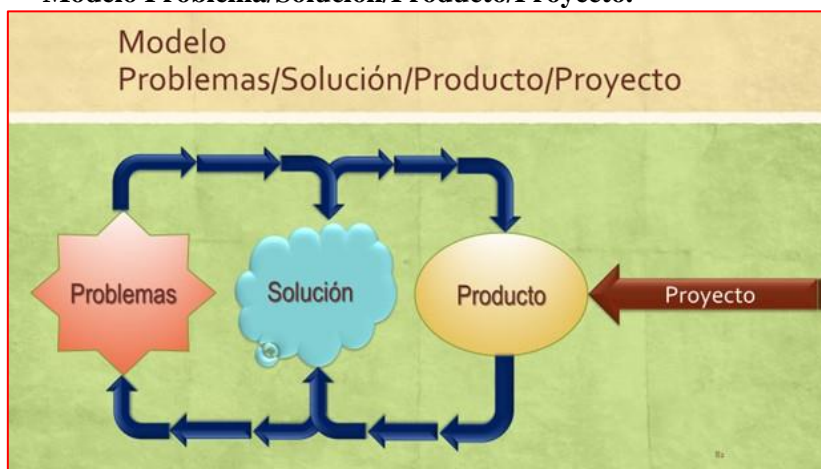 Modelo Problema/Solución/Producto/Proyecto.
Modelo
Problemas/Solución/Producto/Proyecto
Problemas
Solución
Producto
Proyecto